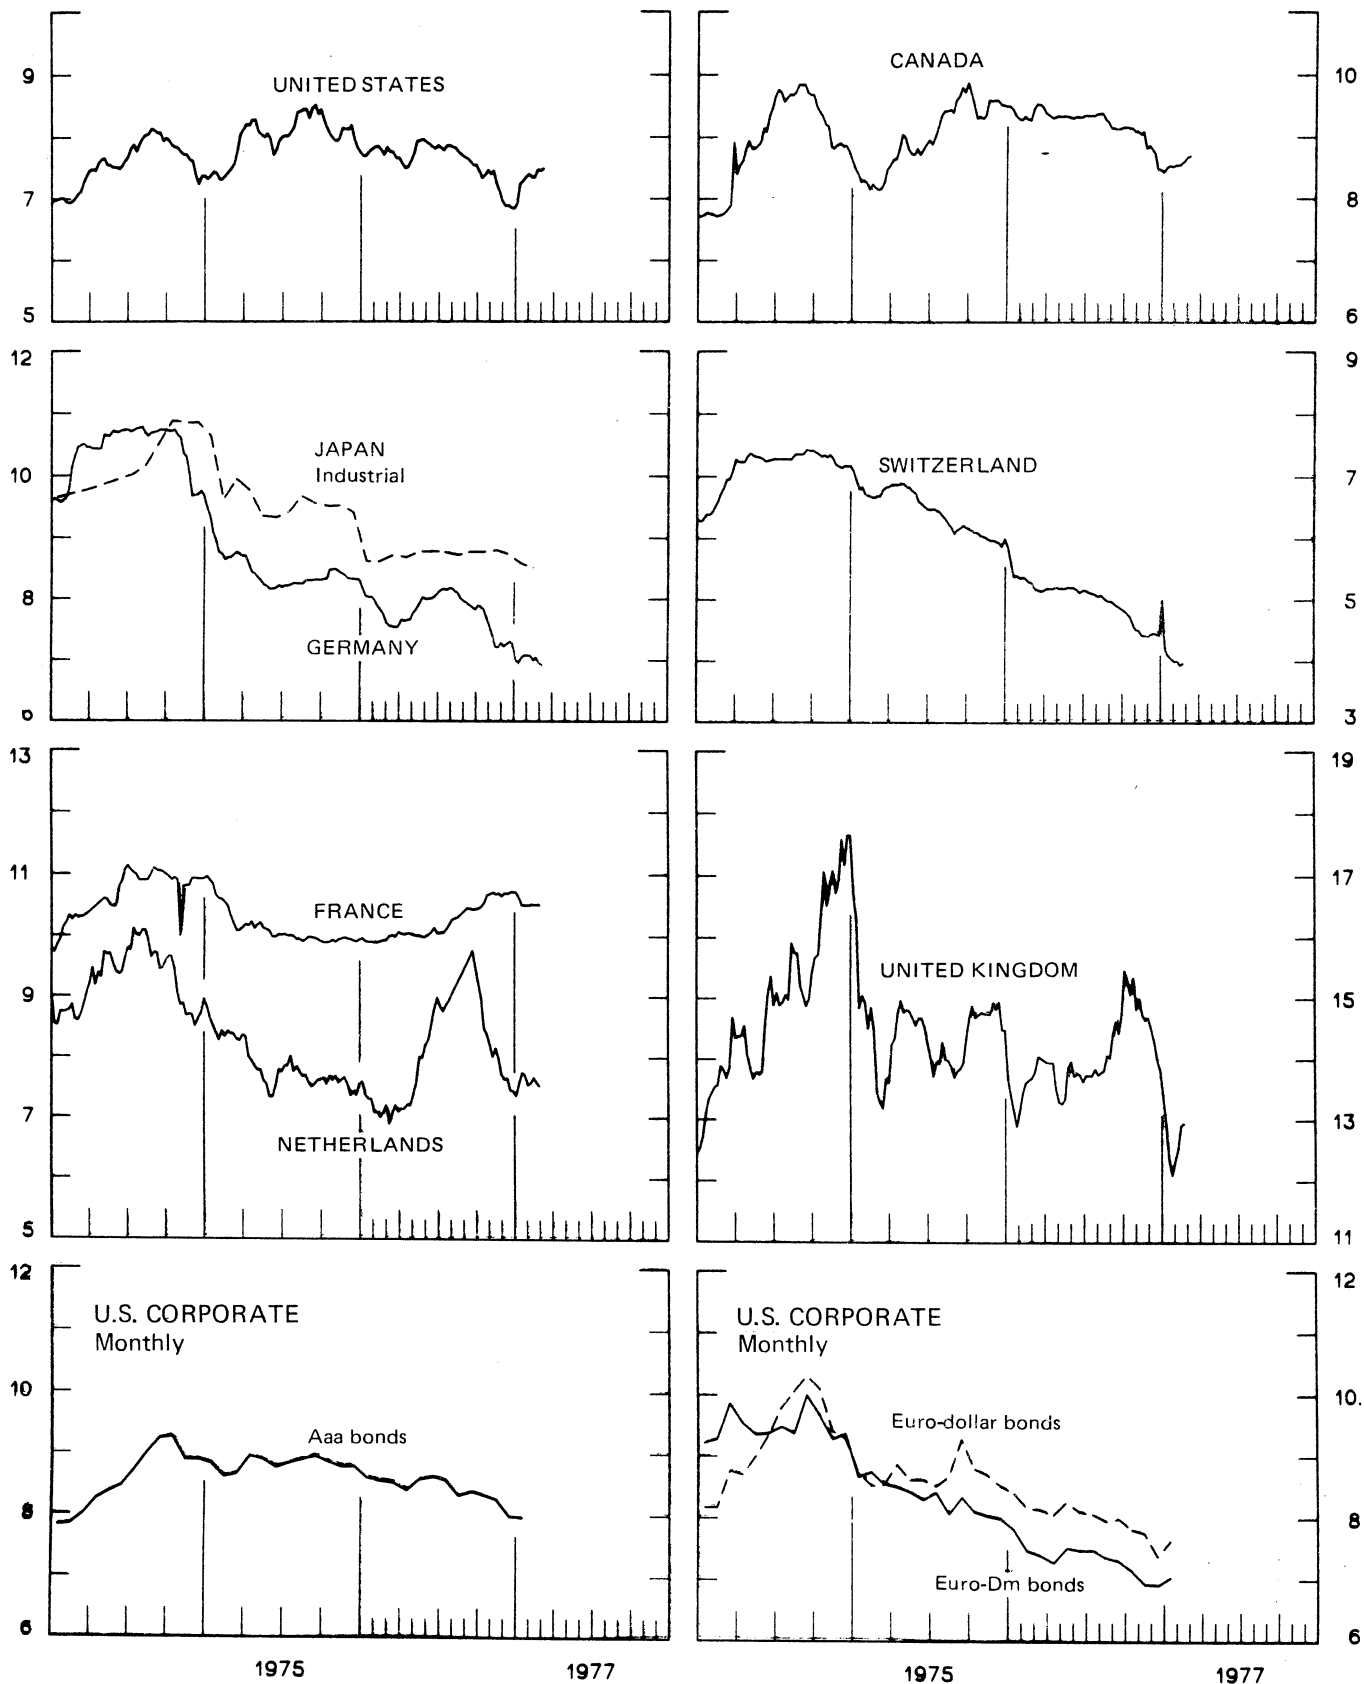 9
7
5
UNITED STATES
CANADA
10
8
6
12
10
8
6
JAPAN
Industrial
GERMANY
SWITZERLAND
9
7
5
3
13
11
9
7
5
FRANCE
NETHERLANDS
UNITED KINGDOM
19
17
15
13
11
12
10
8
6
U.S. CORPORATE
Monthly
Aaa bonds
1975
1977
U.S. CORPORATE
Monthly
Euro-dollar bonds
Euro-Dm bonds
12
10.
8
6
1975
1977